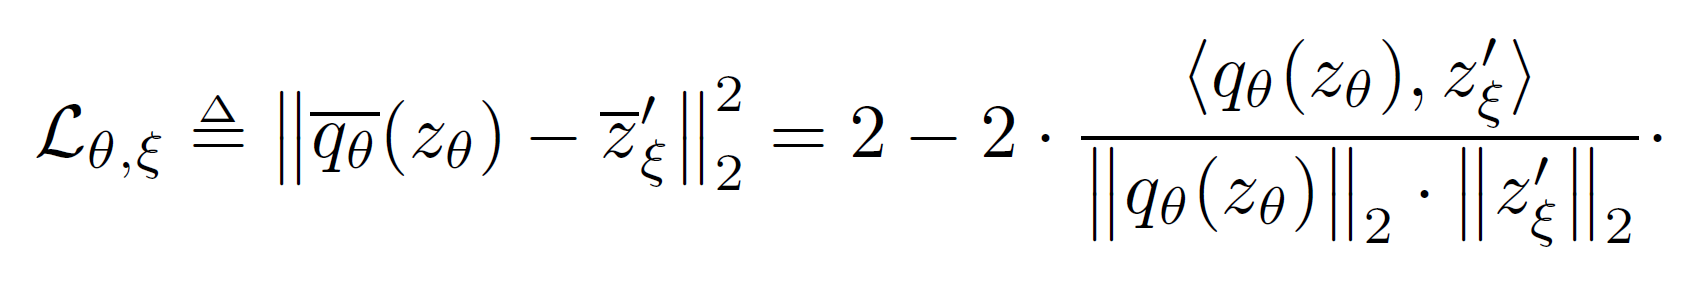 $\mathcal{L}_{\theta,\xi} \triangleq \left\| \overline{q_\theta}(z_\theta) - \overline{z}'_\xi \right\|_2^2 = 2 - 2 \cdot \frac{\langle q_\theta(z_\theta), z'_\xi \rangle}{\left\| q_\theta(z_\theta) \right\|_2 \cdot \left\| z'_\xi \right\|_2} \cdot$